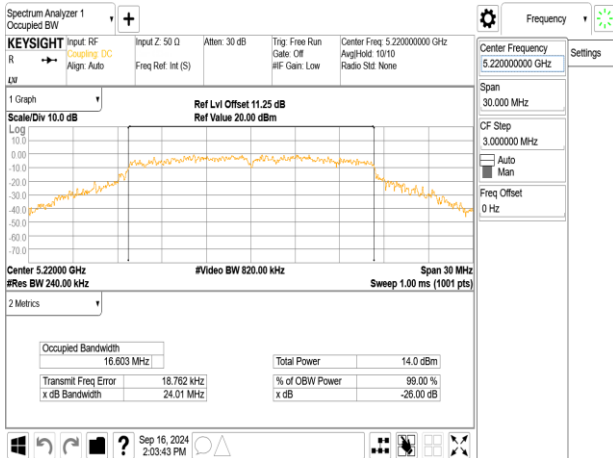 Spectrum Analyzer 1
Occupied BW
+
Frequency
KEYSIGHT
R
LXI
Input: RF
Coupling: DC
Align: Auto
Input Z: 50 Ω
Freq Ref: Int (S)
Atten: 30 dB
Trig: Free Run
Gate: Off
#IF Gain: Low
Center Freq: 5.220000000 GHz
Avg|Hold: 10/10
Radio Std: None
Center Frequency
5.220000000 GHz
Settings
Span
30.000 MHz
CF Step
3.000000 MHz
Auto
Man
Freq Offset
0 Hz
1 Graph
Scale/Div 10.0 dB
Ref Lvl Offset 11.25 dB
Ref Value 20.00 dBm
Log
10.0
0.00
-10.0
-20.0
-30.0
-40.0
-50.0
-60.0
-70.0
Center 5.22000 GHz
#Video BW 820.00 kHz
Span 30 MHz
#Res BW 240.00 kHz
Sweep 1.00 ms (1001 pts)
2 Metrics
Occupied Bandwidth
16.603 MHz
Total Power 14.0 dBm
Transmit Freq Error 18.762 kHz
% of OBW Power 99.00 %
x dB Bandwidth 24.01 MHz
x dB -26.00 dB
?
Sep 16, 2024
2:03:43 PM